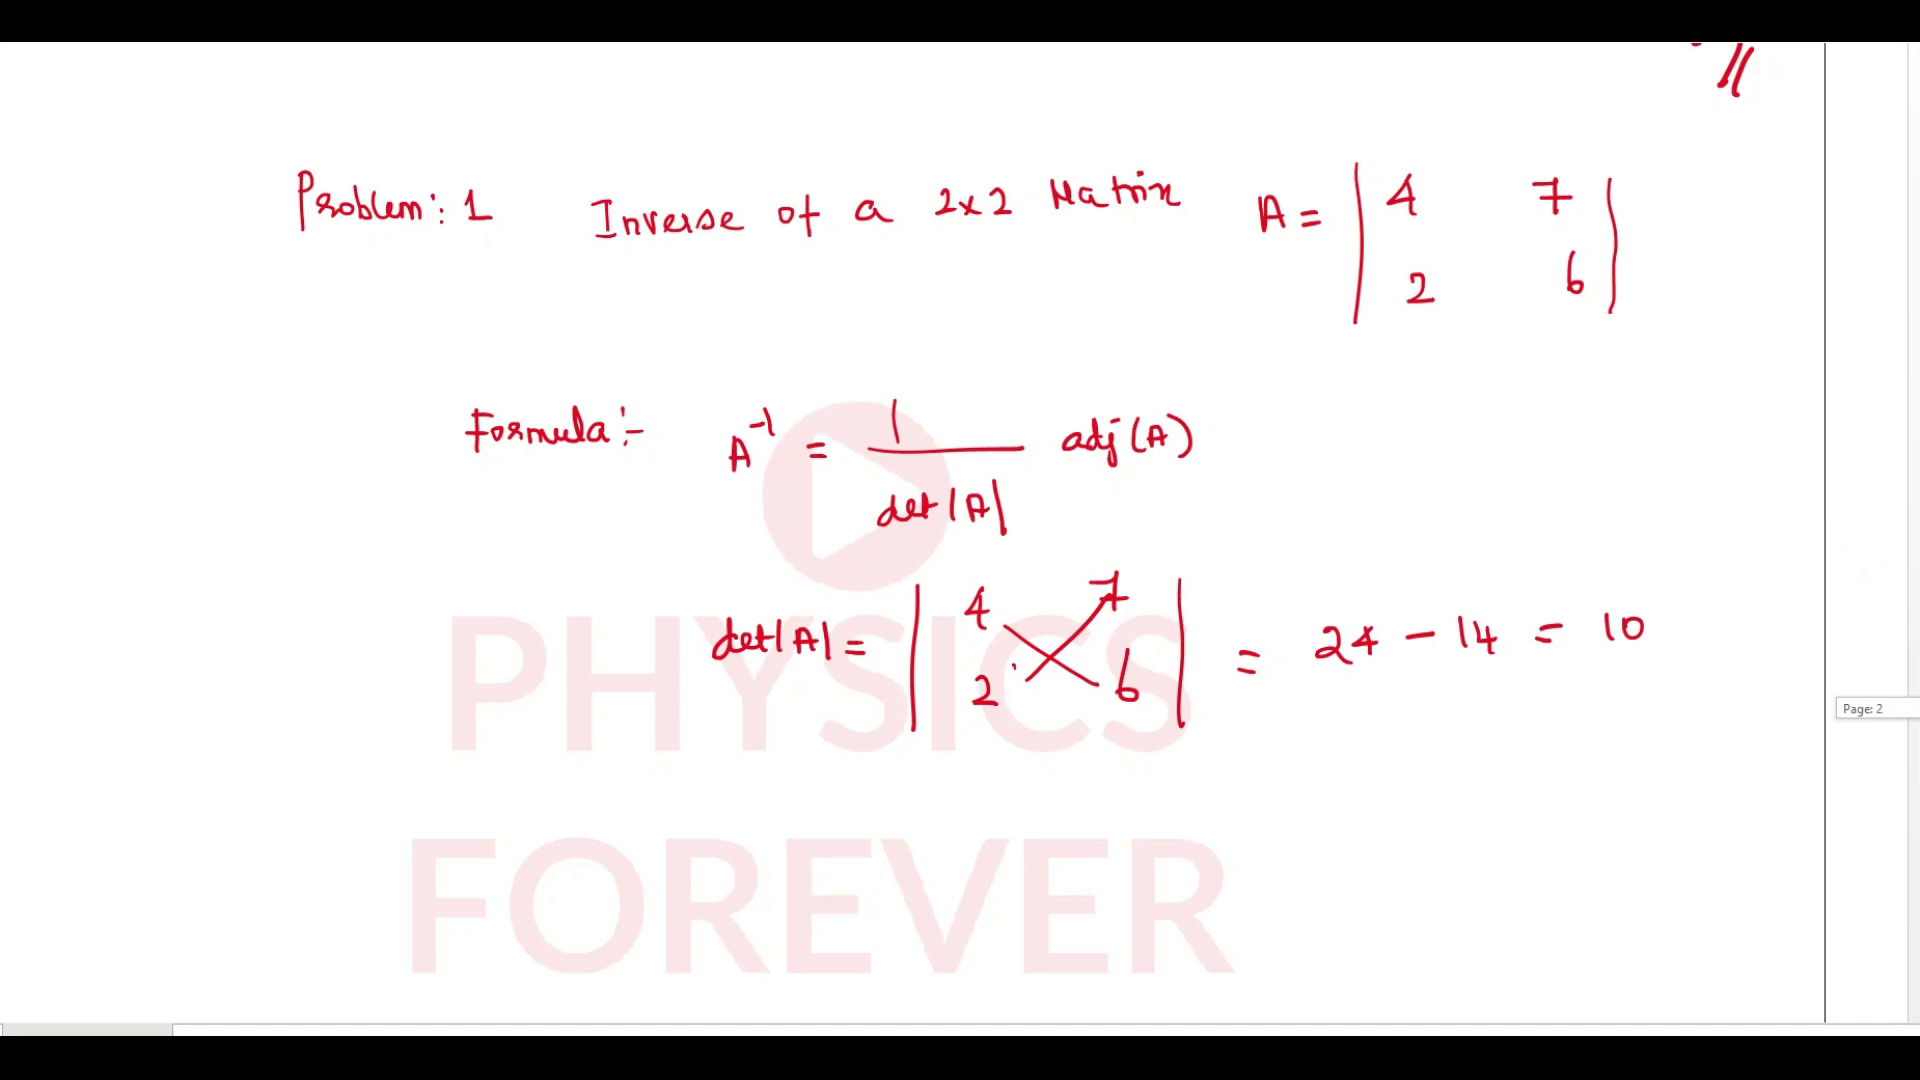 Problem: 1 Inverse of a 2x2 Matrix A = | 4 7 |
| 2 6 |
Formula :- A⁻¹ = 1 / det|A| adj(A)
det|A| = | 4 7 | = 24 - 14 = 10
| 2 6 |
Page: 2
PHYSICS
FOREVER